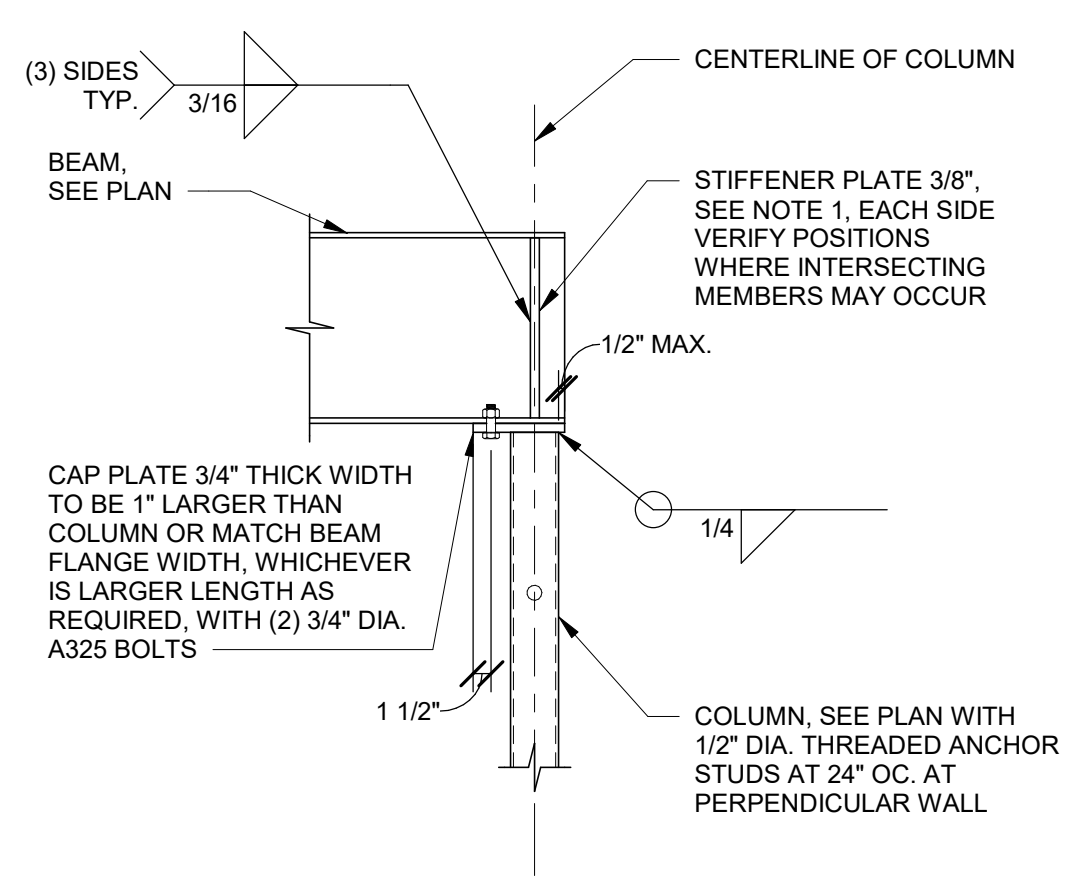 CENTERLINE OF COLUMN
(3) SIDES
TYP.
3/16
BEAM,
SEE PLAN
STIFFENER PLATE 3/8",
SEE NOTE 1, EACH SIDE
VERIFY POSITIONS
WHERE INTERSECTING
MEMBERS MAY OCCUR
1/2" MAX.
CAP PLATE 3/4" THICK WIDTH
TO BE 1" LARGER THAN
COLUMN OR MATCH BEAM
FLANGE WIDTH, WHICHEVER
IS LARGER LENGTH AS
REQUIRED, WITH (2) 3/4" DIA.
A325 BOLTS
1/4
1 1/2"
COLUMN, SEE PLAN WITH
1/2" DIA. THREADED ANCHOR
STUDS AT 24" OC. AT
PERPENDICULAR WALL